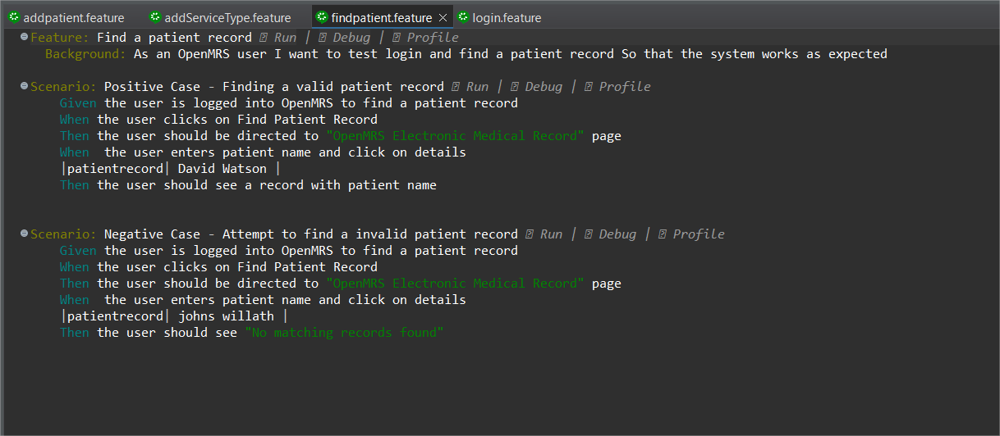 addpatient.feature addServiceType.feature findpatient.feature login.feature
Feature: Find a patient record Run | Debug | Profile
Background: As an OpenMRS user I want to test login and find a patient record So that the system works as expected
Scenario: Positive Case - Finding a valid patient record Run | Debug | Profile
Given the user is logged into OpenMRS to find a patient record
When the user clicks on Find Patient Record
Then the user should be directed to "OpenMRS Electronic Medical Record" page
When  the user enters patient name and click on details
|patientrecord| David Watson |
Then the user should see a record with patient name
Scenario: Negative Case - Attempt to find a invalid patient record Run | Debug | Profile
Given the user is logged into OpenMRS to find a patient record
When the user clicks on Find Patient Record
Then the user should be directed to "OpenMRS Electronic Medical Record" page
When  the user enters patient name and click on details
|patientrecord| johns willath |
Then the user should see "No matching records found"